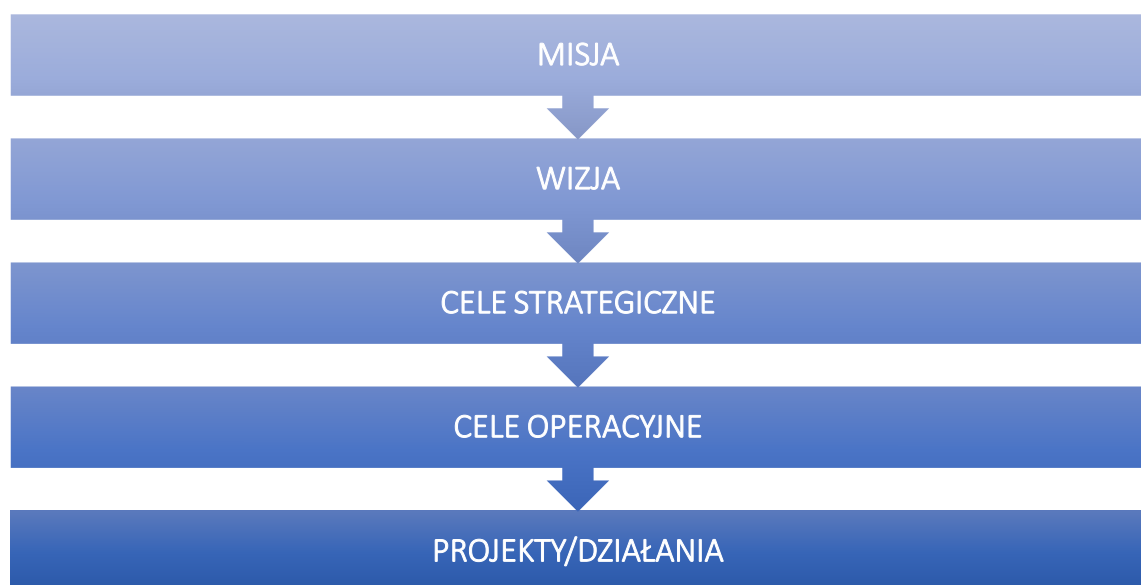 MISJA
WIZJA
CELE STRATEGICZNE
CELE OPERACYJNE
PROJEKTY/DZIAŁANIA